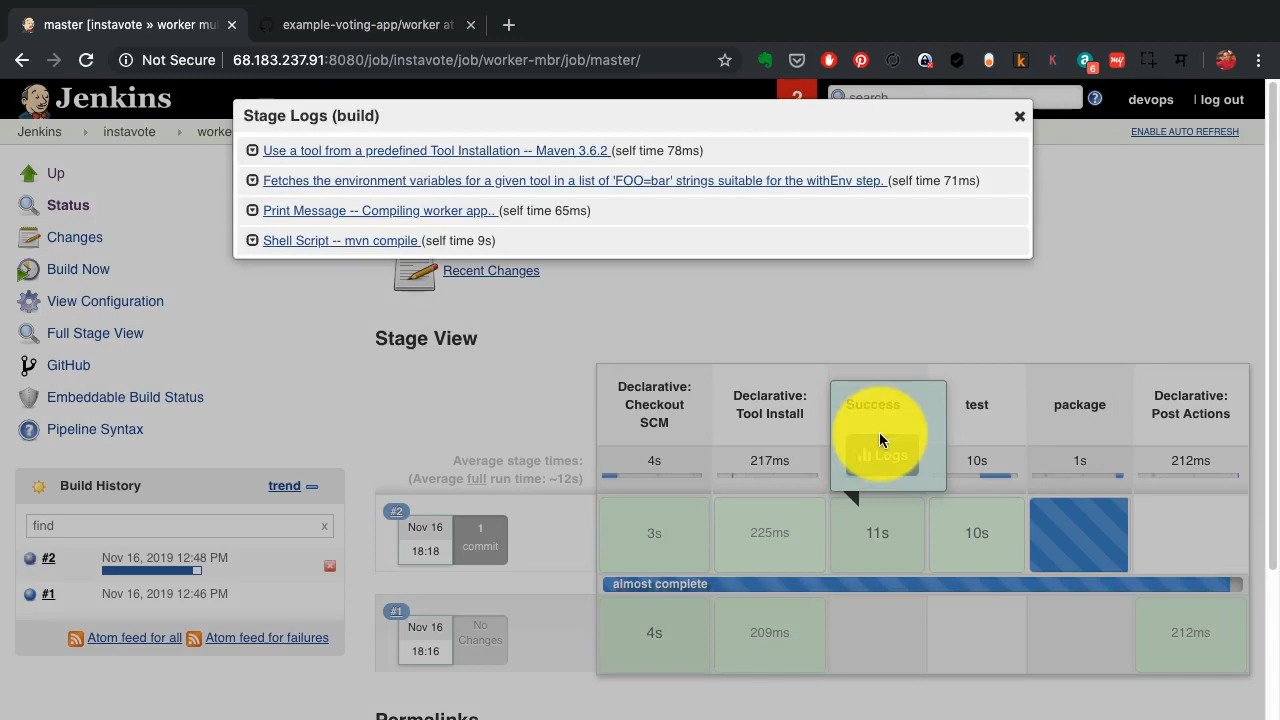 master [instavote » worker mu
example-voting-app/worker at
Not Secure
68.183.237.91:8080/job/instavote/job/worker-mbr/job/master/
6
Jenkins
2
search
devops
log out
Jenkins
instavote
worke
ENABLE AUTO REFRESH
Stage Logs (build)
Use a tool from a predefined Tool Installation -- Maven 3.6.2 (self time 78ms)
Fetches the environment variables for a given tool in a list of 'FOO=bar' strings suitable for the withEnv step. (self time 71ms)
Print Message -- Compiling worker app.. (self time 65ms)
Shell Script -- mvn compile (self time 9s)
Up
Status
Changes
Build Now
View Configuration
Full Stage View
GitHub
Embeddable Build Status
Pipeline Syntax
Build History
trend
find
x
#2
Nov 16, 2019 12:48 PM
#1
Nov 16, 2019 12:46 PM
Atom feed for all
Atom feed for failures
Recent Changes
Stage View
Declarative:
Checkout
SCM
Declarative:
Tool Install
Success
Logs
test
package
Declarative:
Post Actions
Average stage times:
(Average full run time: ~12s)
4s
217ms
10s
1s
212ms
#2
Nov 16
18:18
1
commit
3s
225ms
11s
10s
almost complete
#1
Nov 16
18:16
No
Changes
4s
209ms
212ms
Permalinks